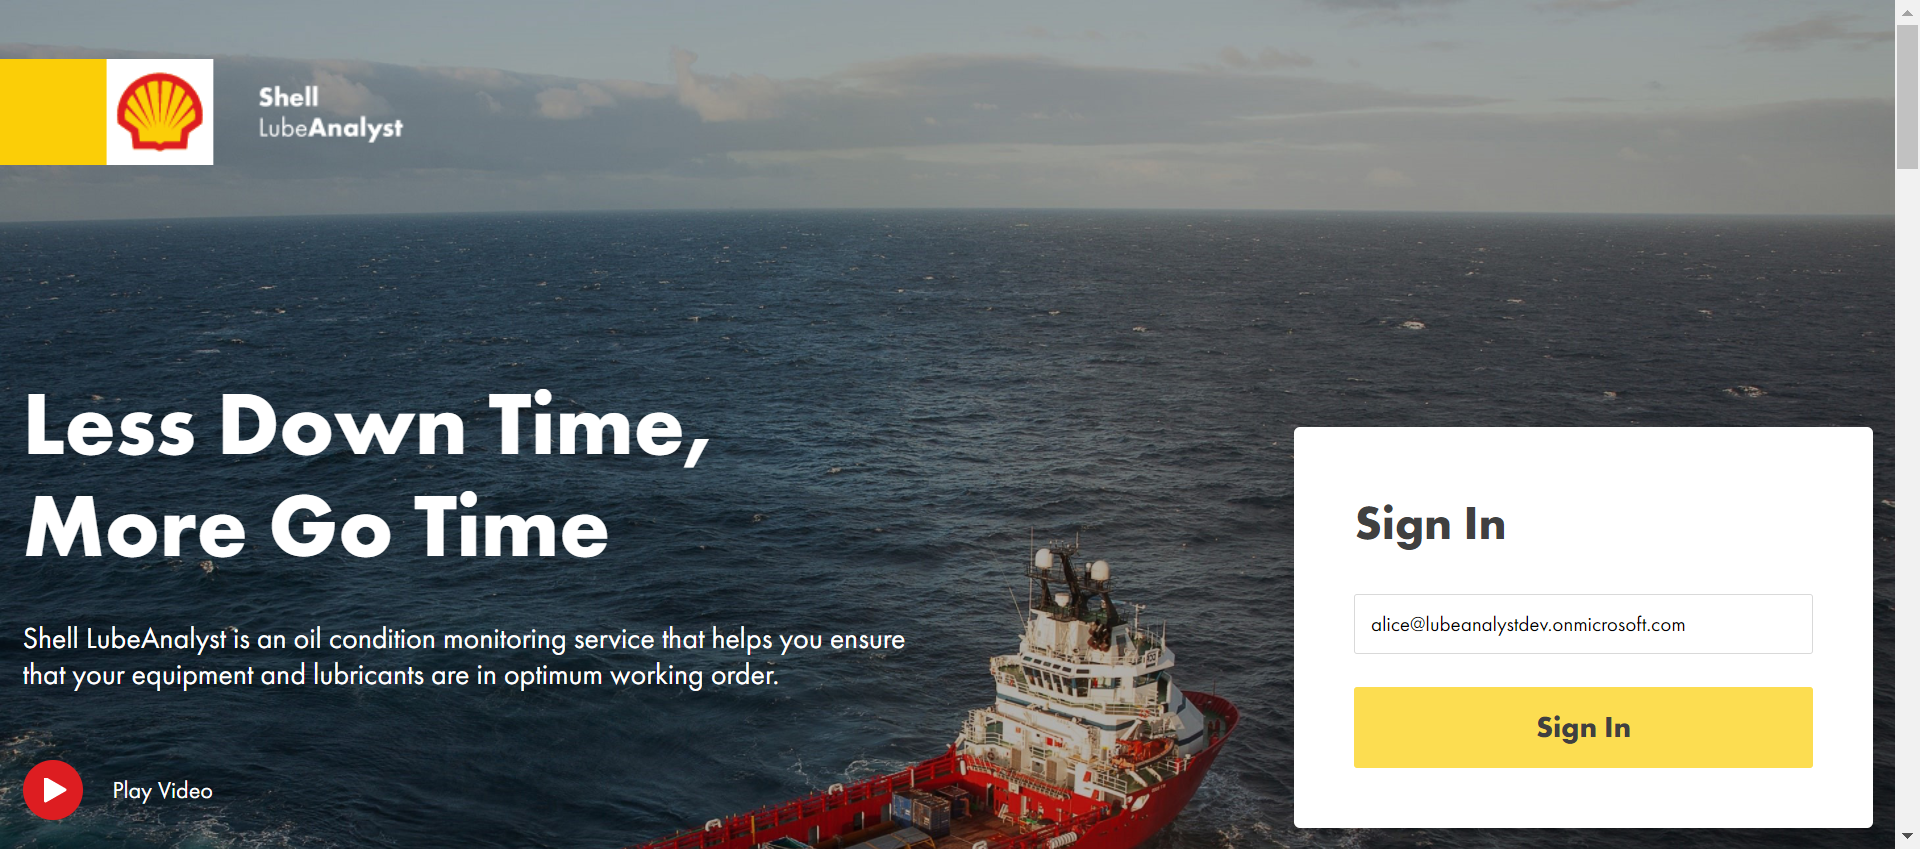 Shell
LubeAnalyst
Less Down Time,
More Go Time
Shell LubeAnalyst is an oil condition monitoring service that helps you ensure
that your equipment and lubricants are in optimum working order.
Play Video
Sign In
alice@lubeanalystdev.onmicrosoft.com
Sign In